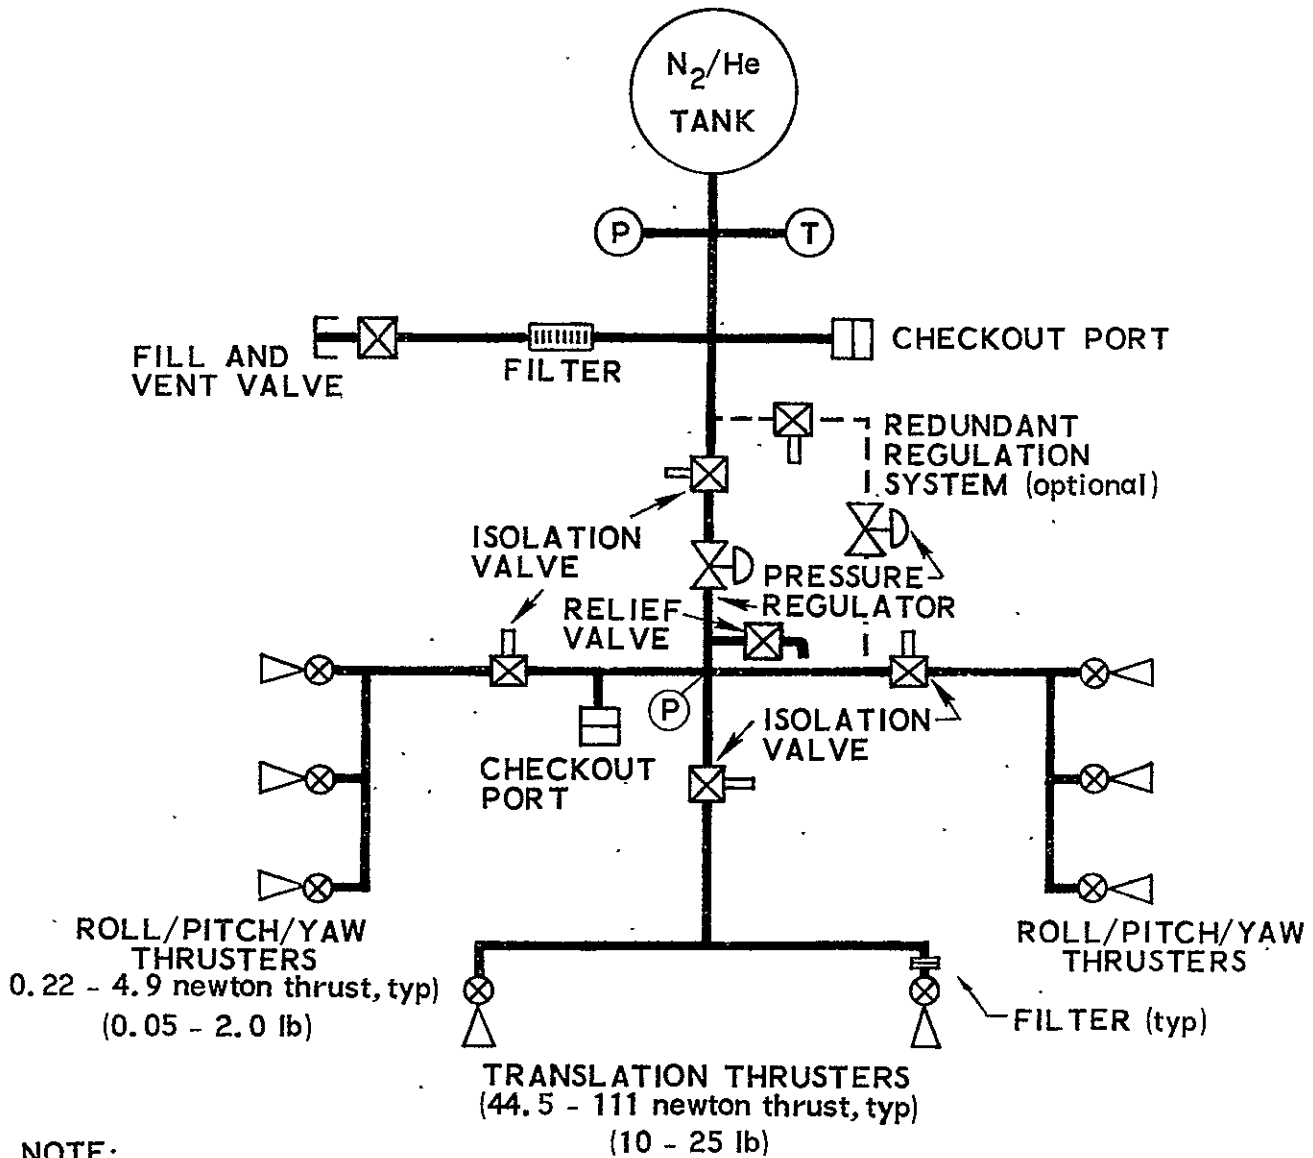 N2/He
TANK
P
T
FILL AND
VENT VALVE
FILTER
CHECKOUT PORT
REDUNDANT
REGULATION
SYSTEM (optional)
ISOLATION
VALVE
PRESSURE
REGULATOR
RELIEF
VALVE
P
ISOLATION
VALVE
CHECKOUT
PORT
ROLL/PITCH/YAW
THRUSTERS
0.22 - 4.9 newton thrust, typ)
(0.05 - 2.0 lb)
ROLL/PITCH/YAW
THRUSTERS
FILTER (typ)
TRANSLATION THRUSTERS
(44.5 - 111 newton thrust, typ)
(10 - 25 lb)
NOTE: